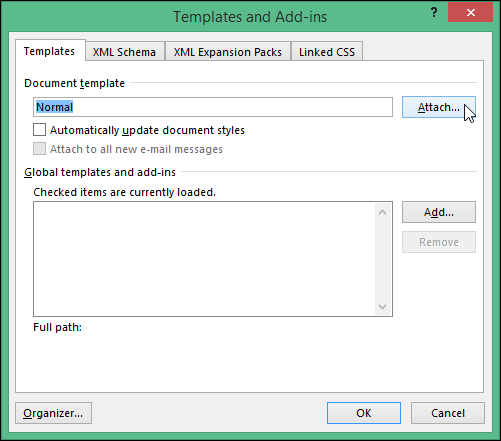 Templates and Add-ins ? ×
Templates XML Schema XML Expansion Packs Linked CSS
Document template
Normal Attach...
Automatically update document styles
Attach to all new e-mail messages
Global templates and add-ins
Checked items are currently loaded.
Add...
Remove
Full path:
Organizer... OK Cancel